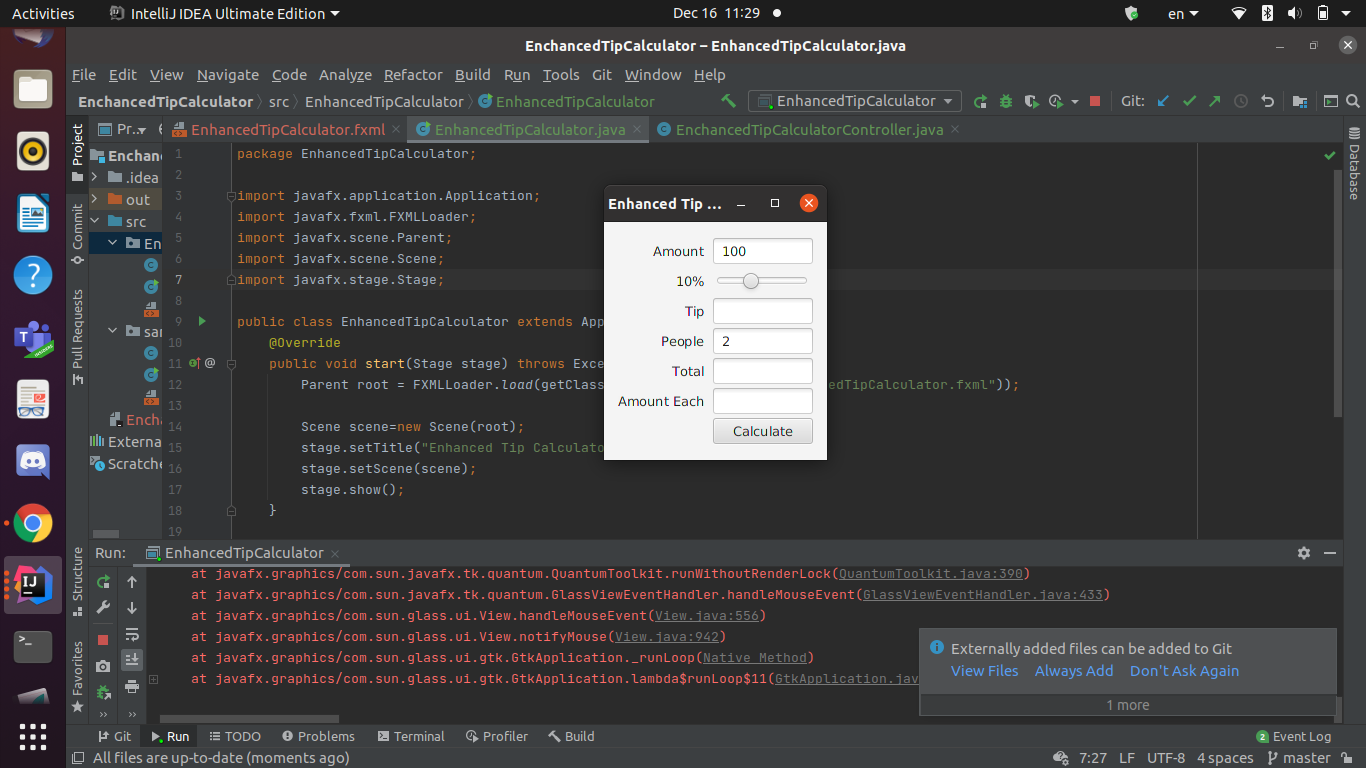 Activities IntelliJ IDEA Ultimate Edition Dec 16 11:29 en
EnchancedTipCalculator – EnhancedTipCalculator.java
File Edit View Navigate Code Analyze Refactor Build Run Tools Git Window Help
EnchancedTipCalculator src EnhancedTipCalculator EnhancedTipCalculator EnhancedTipCalculator Git:
Project
Commit
Pull Requests
Structure
Favorites
Database
Pr... EnhancedTipCalculator.fxml EnhancedTipCalculator.java EnchancedTipCalculatorController.java
Enchan
.idea
out
src
En
sar
Encha
Externa
Scratche
1 package EnhancedTipCalculator;
2
3 import javafx.application.Application;
4 import javafx.fxml.FXMLLoader;
5 import javafx.scene.Parent;
6 import javafx.scene.Scene;
7 import javafx.stage.Stage;
8
9 public class EnhancedTipCalculator extends App
10 @Override
11 @ public void start(Stage stage) throws Exce
12 Parent root = FXMLLoader.load(getClass cedTipCalculator.fxml"));
13
14 Scene scene=new Scene(root);
15 stage.setTitle("Enhanced Tip Calculato
16 stage.setScene(scene);
17 stage.show();
18 }
19
Enhanced Tip ...
Amount 100
10%
Tip
People 2
Total
Amount Each
Calculate
Run: EnhancedTipCalculator
at javafx.graphics/com.sun.javafx.tk.quantum.QuantumToolkit.runWithoutRenderLock(QuantumToolkit.java:390)
at javafx.graphics/com.sun.javafx.tk.quantum.GlassViewEventHandler.handleMouseEvent(GlassViewEventHandler.java:433)
at javafx.graphics/com.sun.glass.ui.View.handleMouseEvent(View.java:556)
at javafx.graphics/com.sun.glass.ui.View.notifyMouse(View.java:942)
at javafx.graphics/com.sun.glass.ui.gtk.GtkApplication._runLoop(Native Method)
at javafx.graphics/com.sun.glass.ui.gtk.GtkApplication.lambda$runLoop$11(GtkApplication.jav
Externally added files can be added to Git
View Files Always Add Don't Ask Again
1 more
Git Run TODO Problems Terminal Profiler Build 2 Event Log
All files are up-to-date (moments ago) 7:27 LF UTF-8 4 spaces master